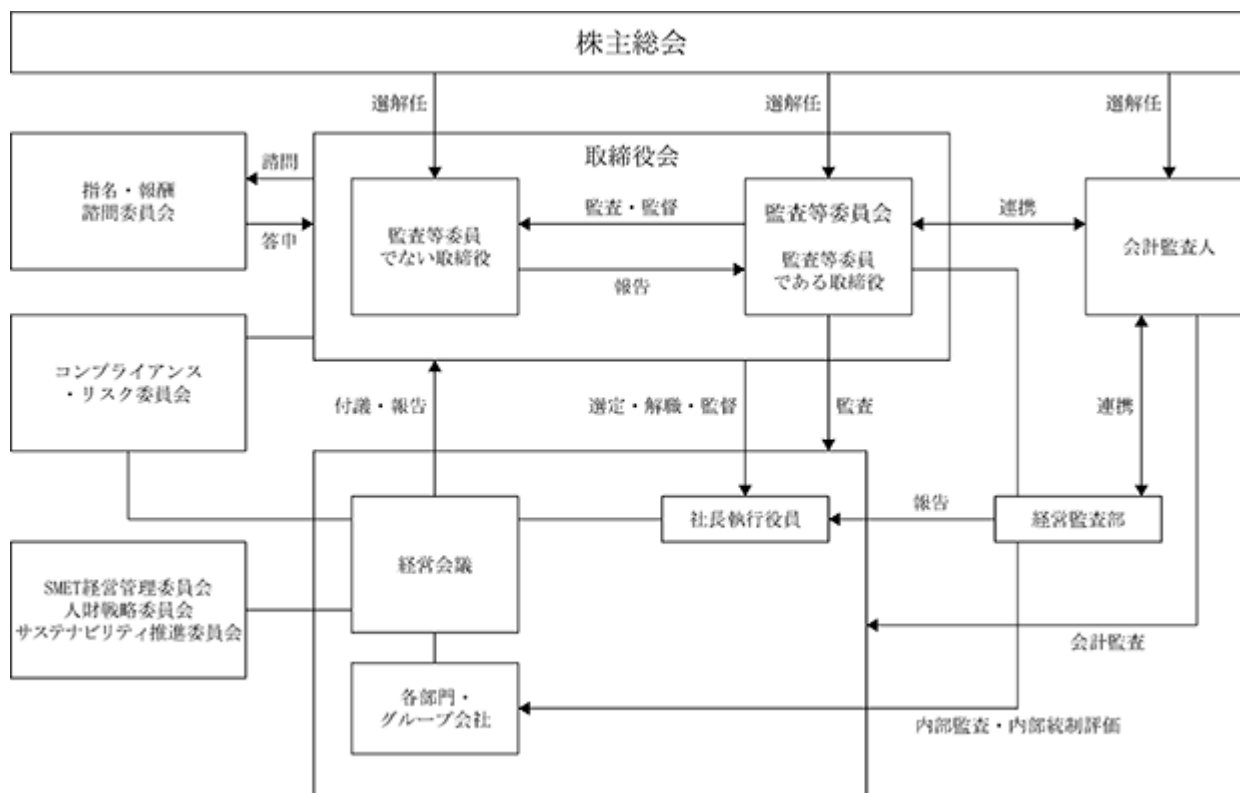 株主総会
選解任
選解任
選解任
取締役会
諮問
指名・報酬
諮問委員会
答申
監査等委員
でない取締役
監査・監督
報告
監査等委員会
監査等委員
である取締役
連携
会計監査人
コンプライアンス
・リスク委員会
付議・報告
選定・解職・監督
監査
連携
経営会議
社長執行役員
報告
経営監査部
SMET経営管理委員会
人財戦略委員会
サステナビリティ推進委員会
会計監査
各部門・
グループ会社
内部監査・内部統制評価